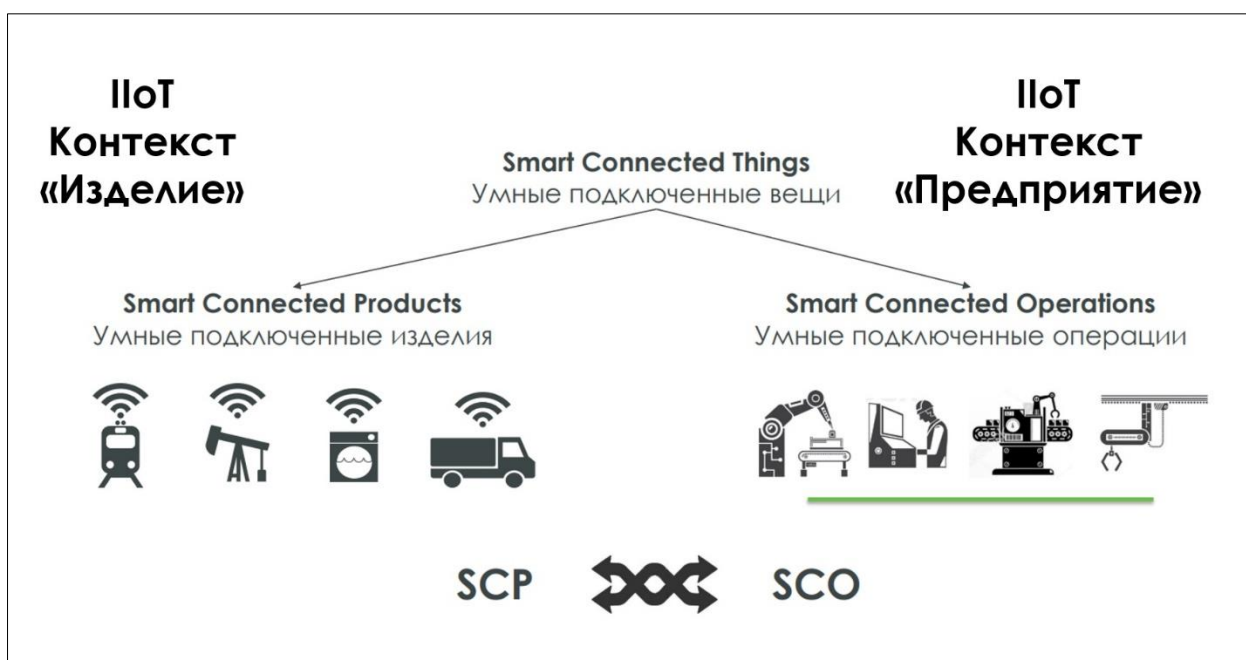 IIoT
Контекст
«Изделие»
IIoT
Контекст
«Предприятие»
Smart Connected Things
Умные подключенные вещи
Smart Connected Products
Умные подключенные изделия
Smart Connected Operations
Умные подключенные операции
SCP
SCO